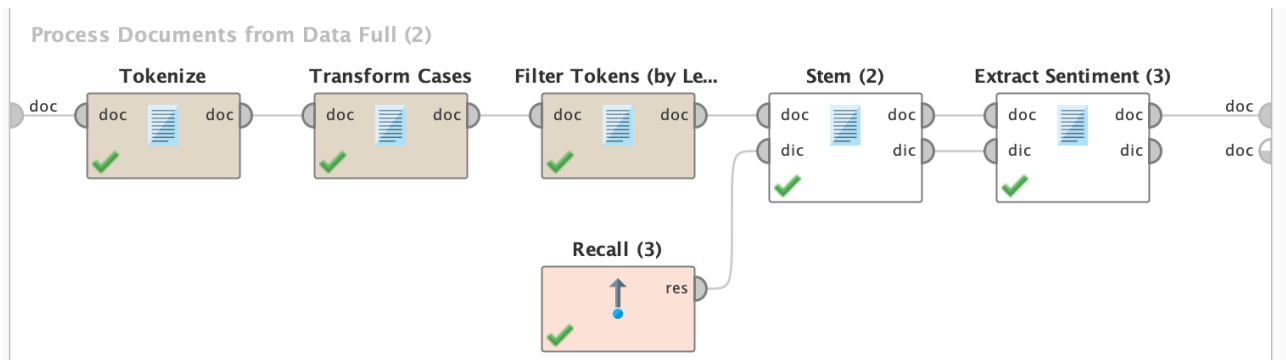 Process Documents from Data Full (2)
Tokenize
Transform Cases
Filter Tokens (by Le...
Stem (2)
Extract Sentiment (3)
doc
doc doc
doc doc
doc doc
doc doc
dic dic
doc doc
dic dic
doc
doc
Recall (3)
res